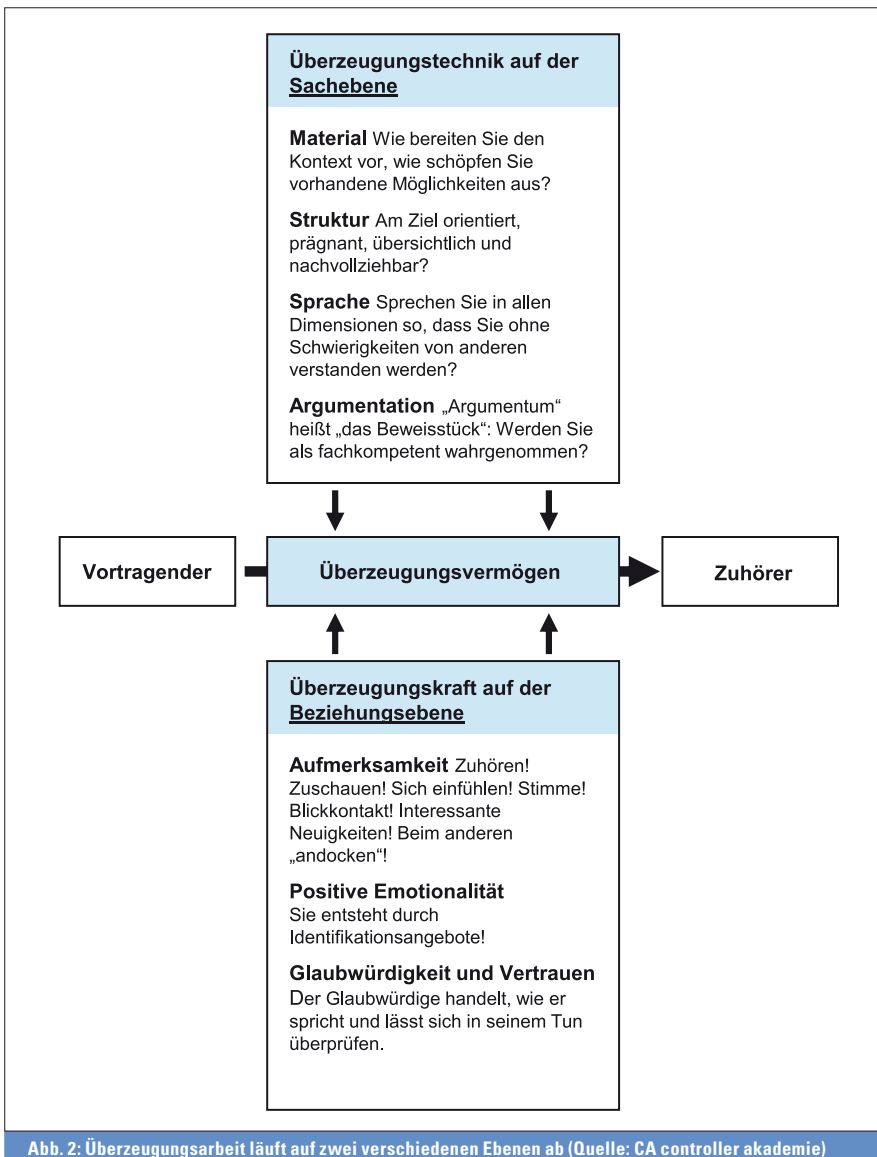 Überzeugungstechnik auf der
Sachebene
Material Wie bereiten Sie den
Kontext vor, wie schöpfen Sie
vorhandene Möglichkeiten aus?
Struktur Am Ziel orientiert,
prägnant, übersichtlich und
nachvollziehbar?
Sprache Sprechen Sie in allen
Dimensionen so, dass Sie ohne
Schwierigkeiten von anderen
verstanden werden?
Argumentation „Argumentum“
heißt „das Beweisstück“: Werden Sie
als fachkompetent wahrgenommen?
Vortragender
Überzeugungsvermögen
Zuhörer
Überzeugungskraft auf der
Beziehungsebene
Aufmerksamkeit Zuhören!
Zuschauen! Sich einfühlen! Stimme!
Blickkontakt! Interessante
Neuigkeiten! Beim anderen
„andocken“!
Positive Emotionalität
Sie entsteht durch
Identifikationsangebote!
Glaubwürdigkeit und Vertrauen
Der Glaubwürdige handelt, wie er
spricht und lässt sich in seinem Tun
überprüfen.
Abb. 2: Überzeugungsarbeit läuft auf zwei verschiedenen Ebenen ab (Quelle: CA controller akademie)